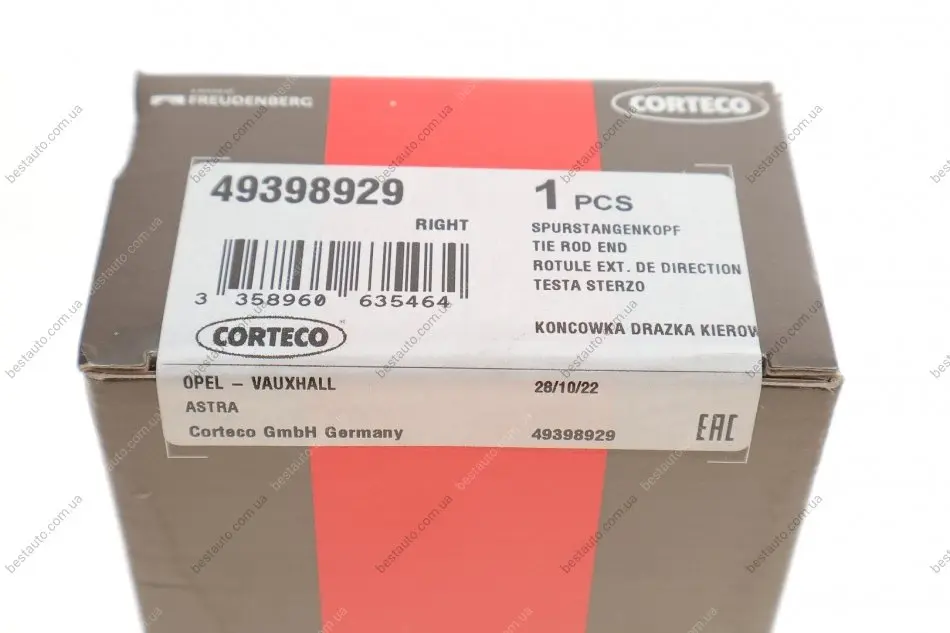 FREUDENBERG
CORTECO
49398929
1 PCS
RIGHT
SPURSTANGENKOPF
TIE ROD END
ROTULE EXT. DE DIRECTION
TESTA STERZO
3 358960 635464
CORTECO
KONCOWKA DRAZKA KIEROW
OPEL - VAUXHALL
28/10/22
ASTRA
Corteco GmbH Germany
49398929
EAC
bestauto.com.ua